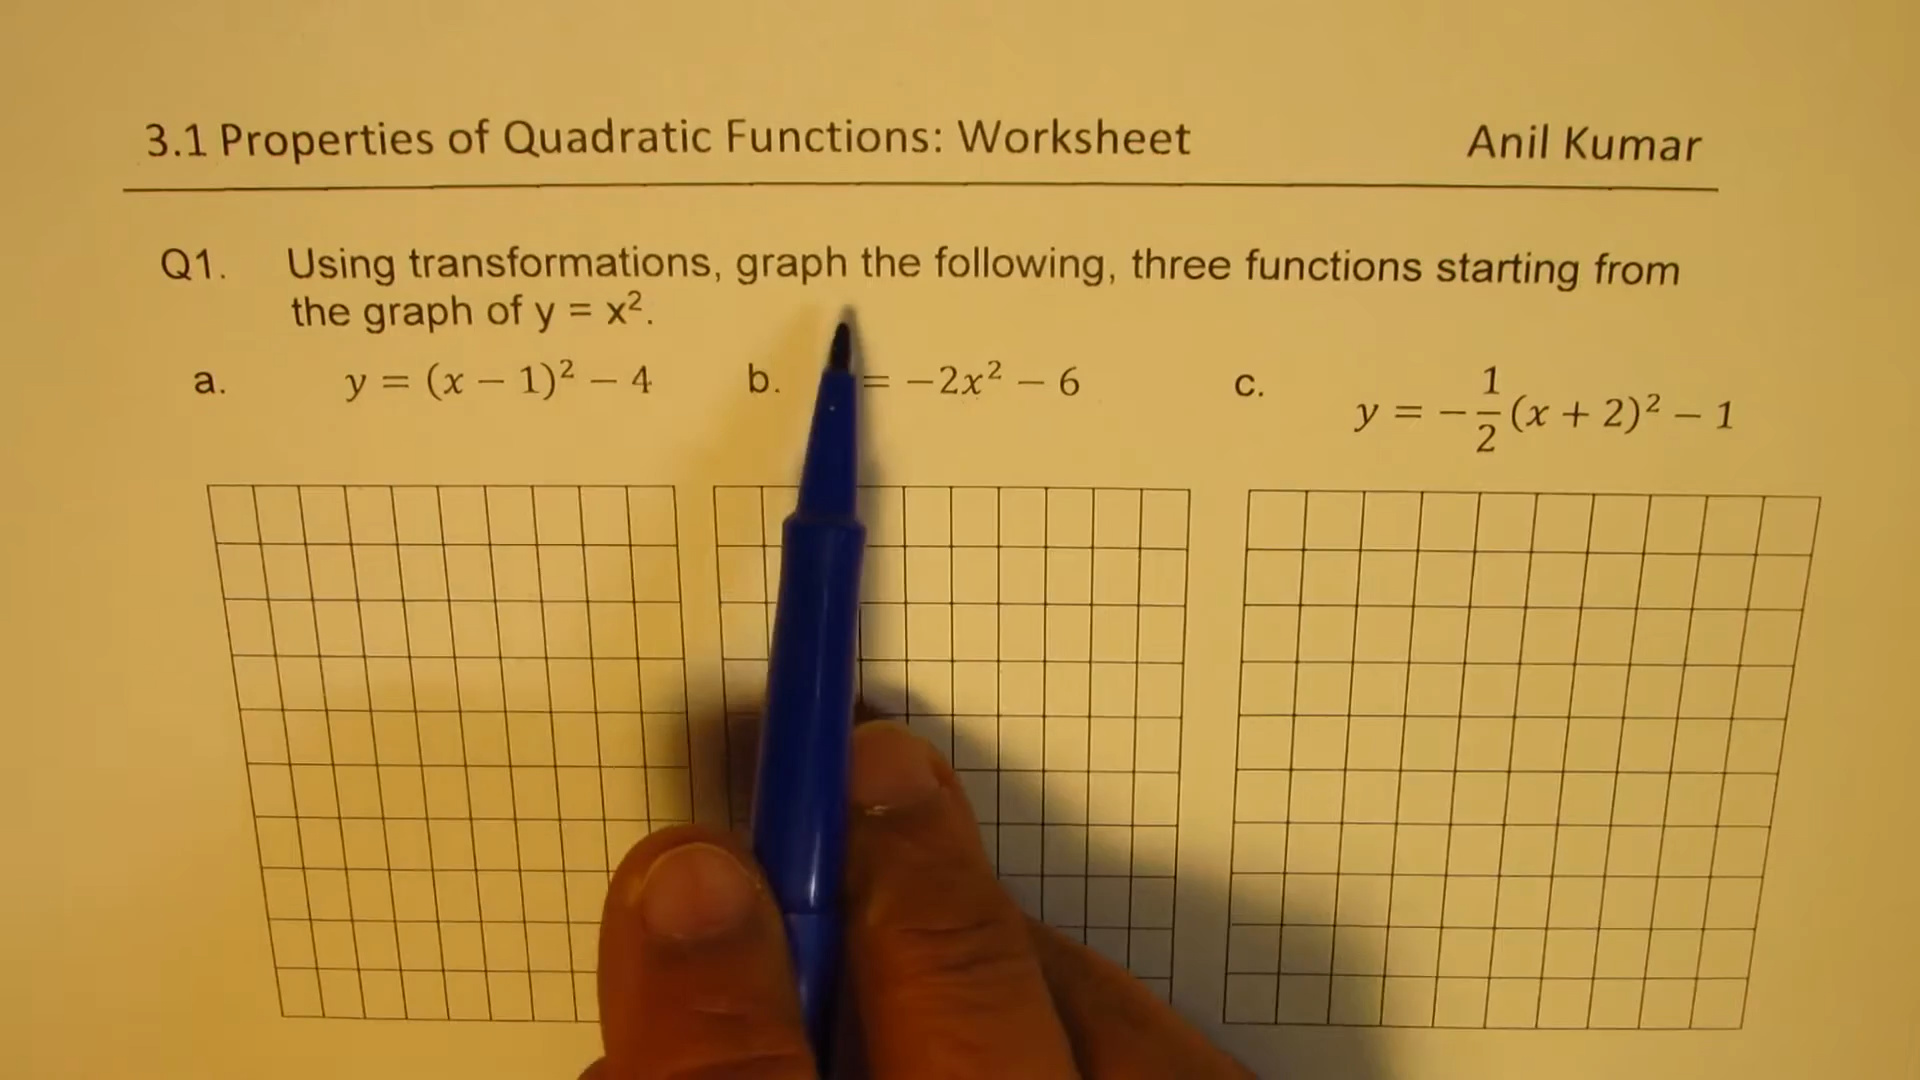 3.1 Properties of Quadratic Functions: Worksheet Anil Kumar
Q1. Using transformations, graph the following, three functions starting from
the graph of y = x².
a. y = (x − 1)² − 4 b. = −2x² − 6 c. y = −1/2(x + 2)² − 1